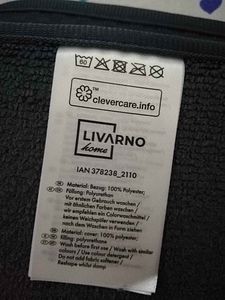 60
clevercare.info
LIVARNO
home
IAN 378238_2110
Material: Bezug: 100% Polyester;
Füllung: Polyurethan
Vor erstem Gebrauch waschen /
mit ähnlichen Farben waschen /
wir empfehlen ein Colorwaschmittel /
keinen Weichspüler verwenden /
nach dem Waschen in Form ziehen
Material: cover: 100% polyester;
filling: polyurethane
Wash before first use / Wash with similar
colours / Use colour detergent /
Do not add fabric softener /
Reshape whilst damp